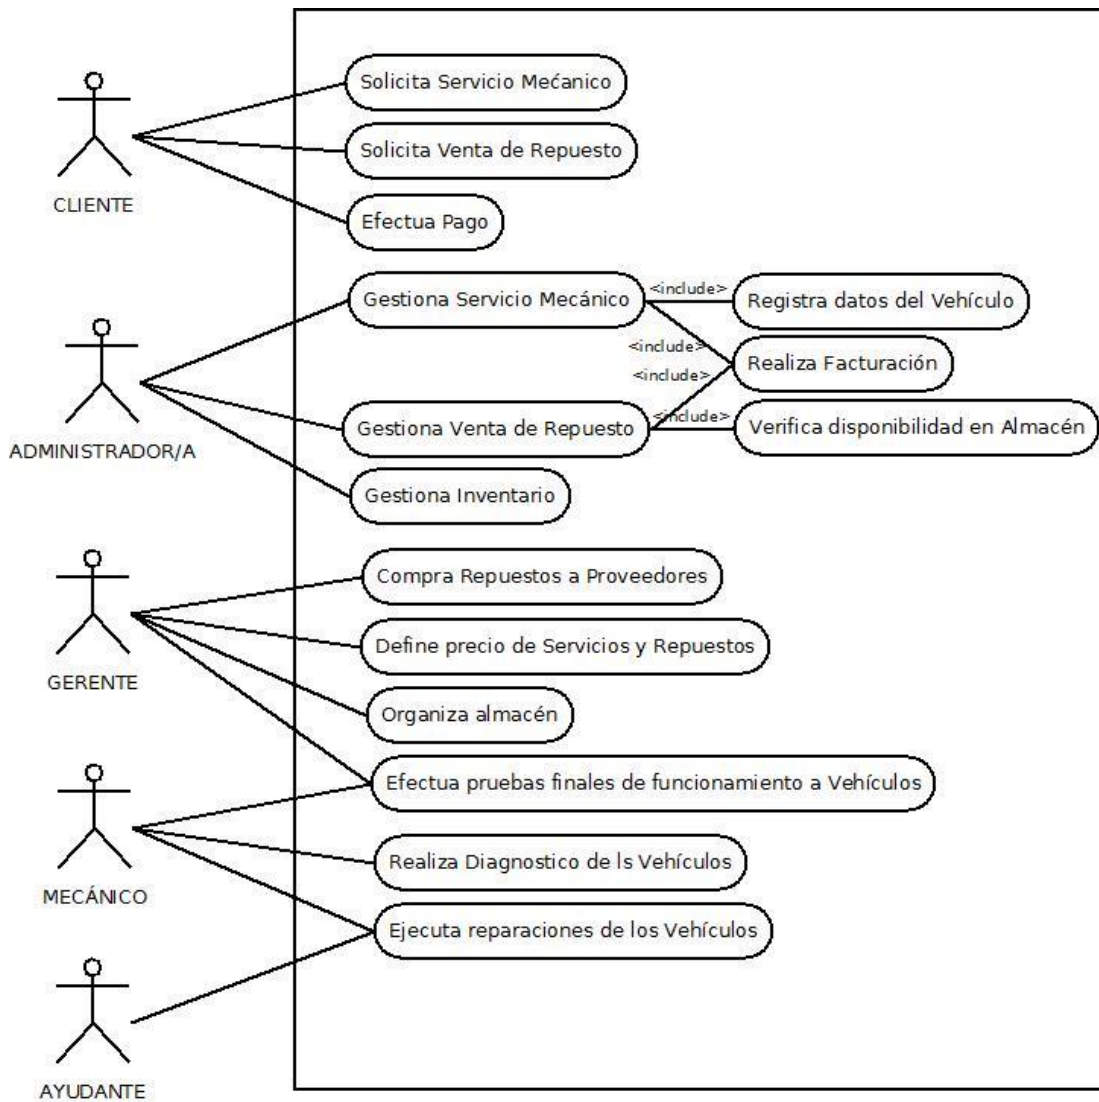 Solicita Servicio Mećanico
Solicita Venta de Repuesto
CLIENTE
Efectua Pago
Gestiona Servicio Mecánico
<include>
Registra datos del Vehículo
<include>
Realiza Facturación
<include>
Gestiona Venta de Repuesto
<include>
Verifica disponibilidad en Almacén
ADMINISTRADOR/A
Gestiona Inventario
Compra Repuestos a Proveedores
Define precio de Servicios y Repuestos
GERENTE
Organiza almacén
Efectua pruebas finales de funcionamiento a Vehículos
Realiza Diagnostico de ls Vehículos
MECÁNICO
Ejecuta reparaciones de los Vehículos
AYUDANTE